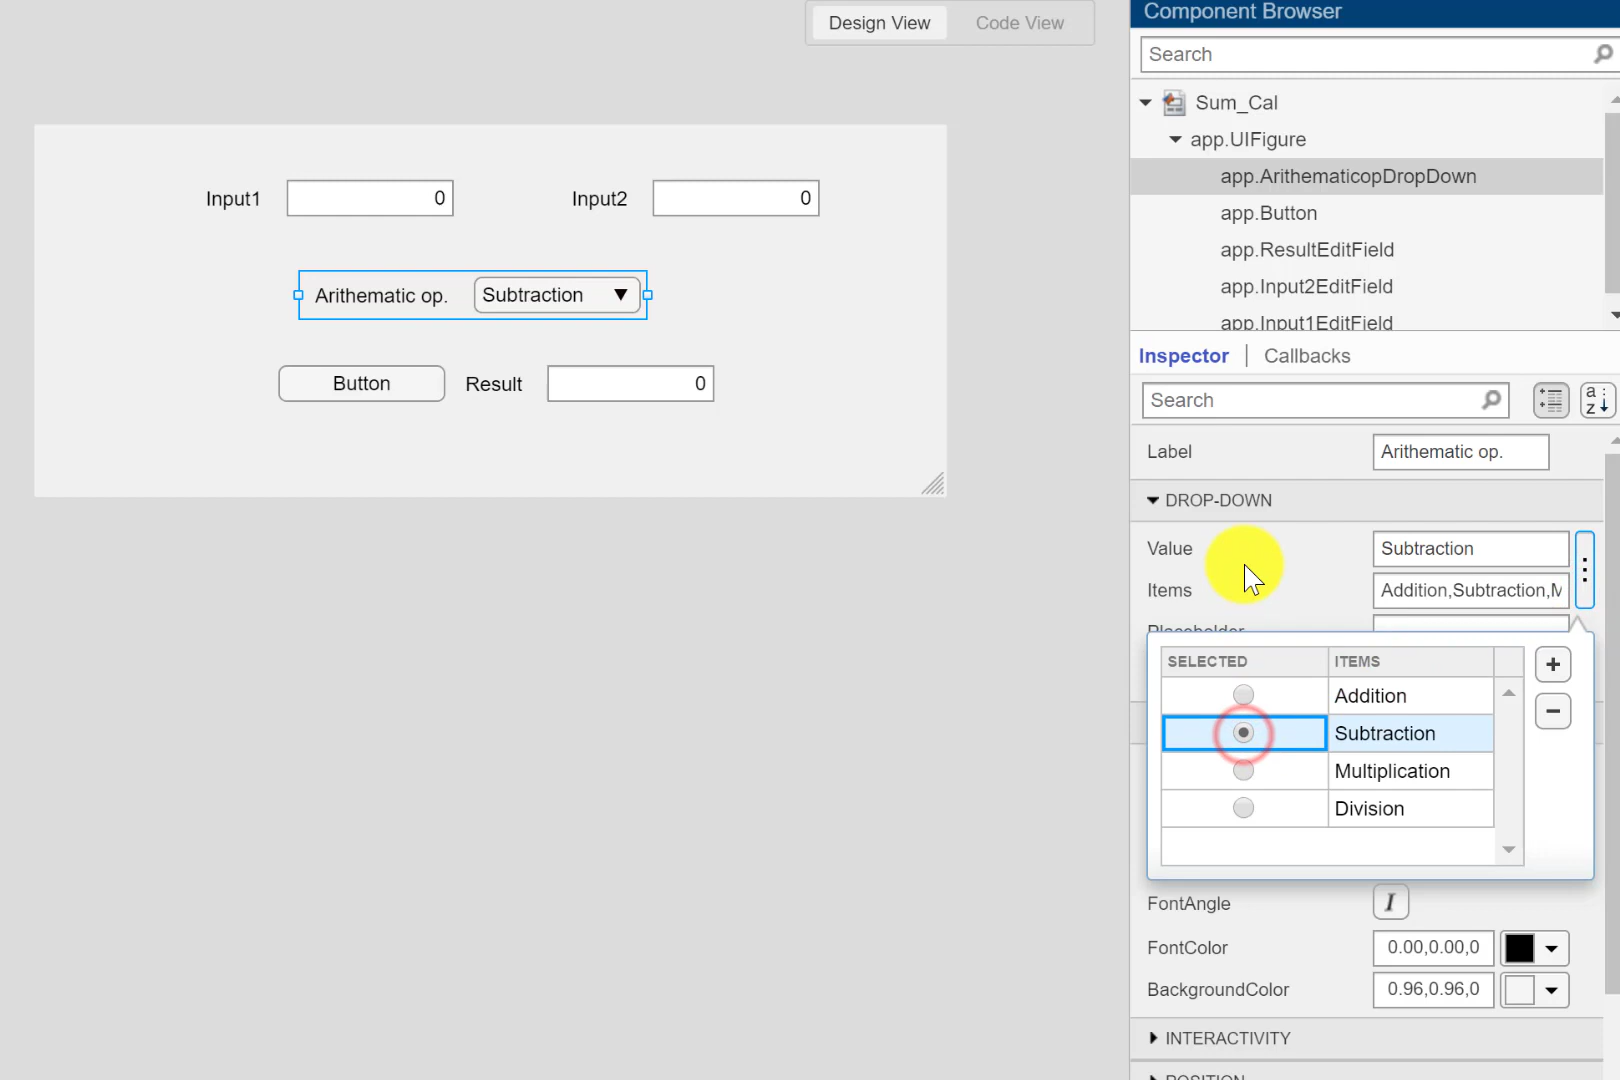 Design View
Code View
Component Browser
Search
Sum_Cal
app.UIFigure
app.ArithematicopDropDown
app.Button
app.ResultEditField
app.Input2EditField
app.Input1EditField
Input1
0
Input2
0
Arithematic op.
Subtraction
Button
Result
0
Inspector
Callbacks
Search
a
z
Label
Arithematic op.
DROP-DOWN
Value
Subtraction
Items
Addition,Subtraction,M
Placeholder
SELECTED
ITEMS
Addition
Subtraction
Multiplication
Division
FontAngle
I
FontColor
0.00,0.00,0
BackgroundColor
0.96,0.96,0
INTERACTIVITY
POSITION